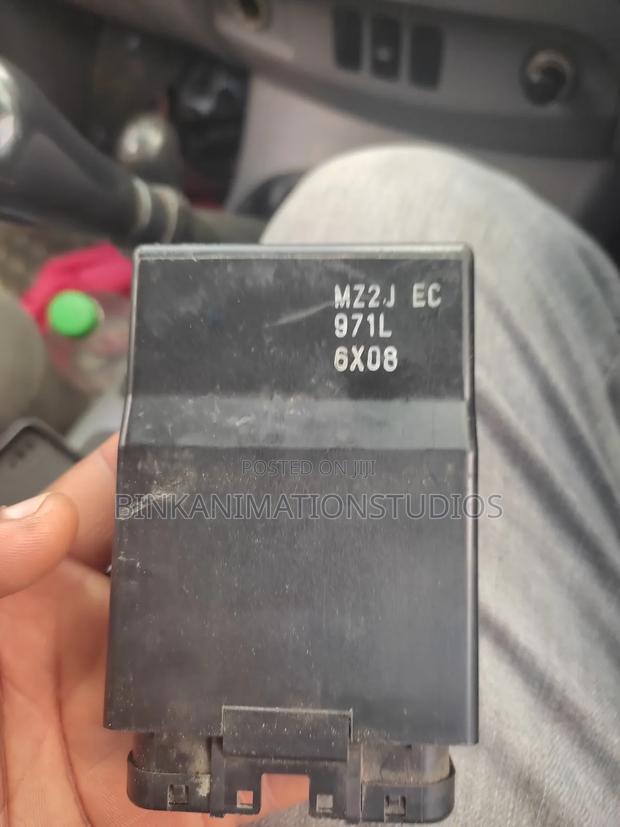 MZ2J EC
971L
6X08
POSTED ON JIJI
BINKANIMATIONSTUDIOS